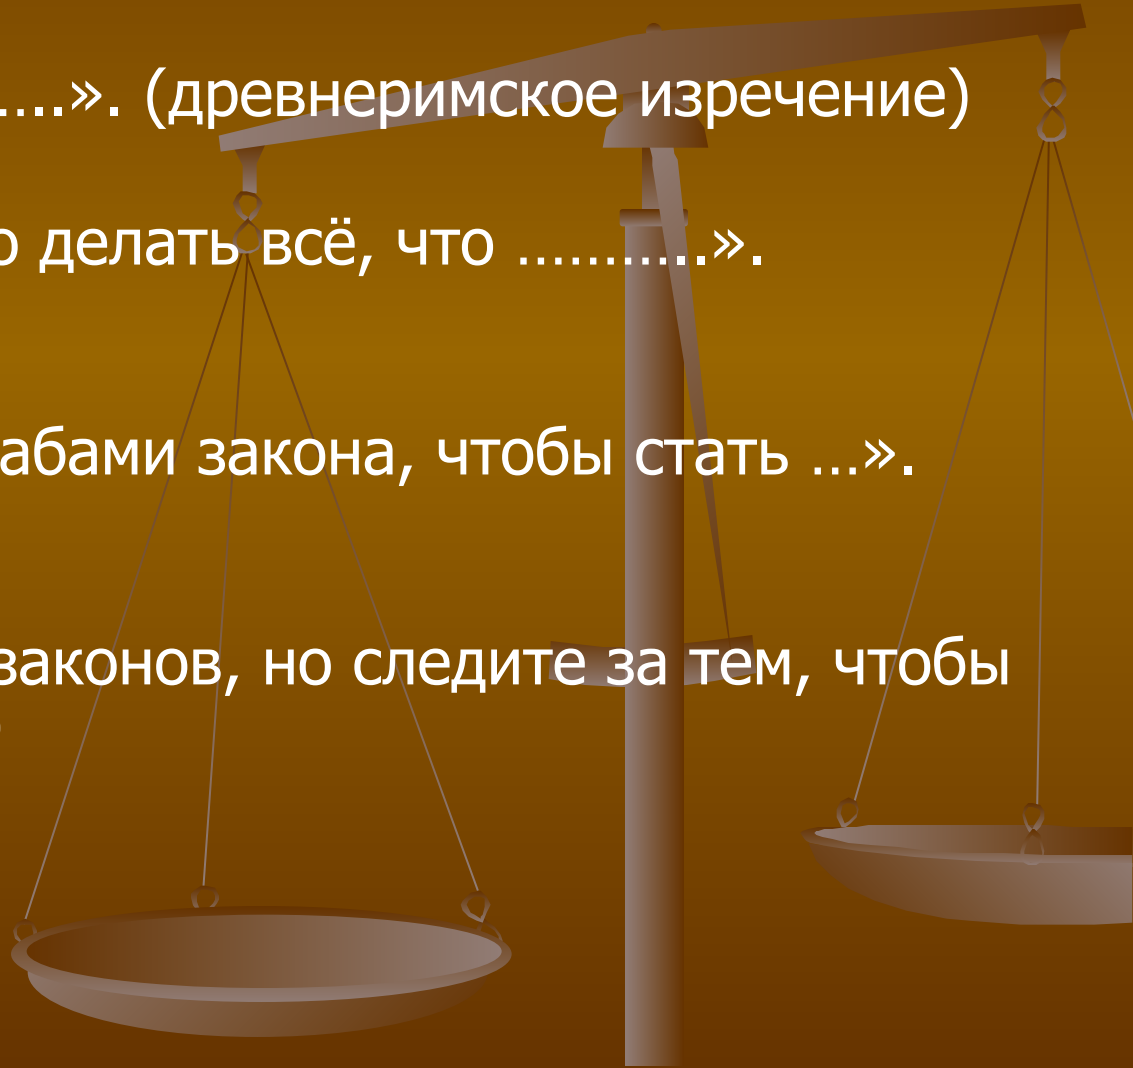 …..». (древнеримское изречение)
о делать всё, что ………..».
абами закона, чтобы стать …».
законов, но следите за тем, чтобы